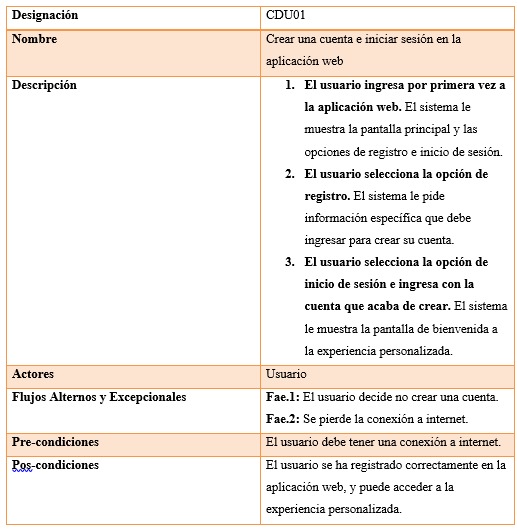 Designación
CDU01
Nombre
Crear una cuenta e iniciar sesión en la
aplicación web
Descripción
1. El usuario ingresa por primera vez a
la aplicación web. El sistema le
muestra la pantalla principal y las
opciones de registro e inicio de sesión.
2. El usuario selecciona la opción de
registro. El sistema le pide
información específica que debe
ingresar para crear su cuenta.
3. El usuario selecciona la opción de
inicio de sesión e ingresa con la
cuenta que acaba de crear. El sistema
le muestra la pantalla de bienvenida a
la experiencia personalizada.
Actores
Usuario
Flujos Alternos y Excepcionales
Fae.1: El usuario decide no crear una cuenta.
Fae.2: Se pierde la conexión a internet.
Pre-condiciones
El usuario debe tener una conexión a internet.
Pos-condiciones
El usuario se ha registrado correctamente en la
aplicación web, y puede acceder a la
experiencia personalizada.